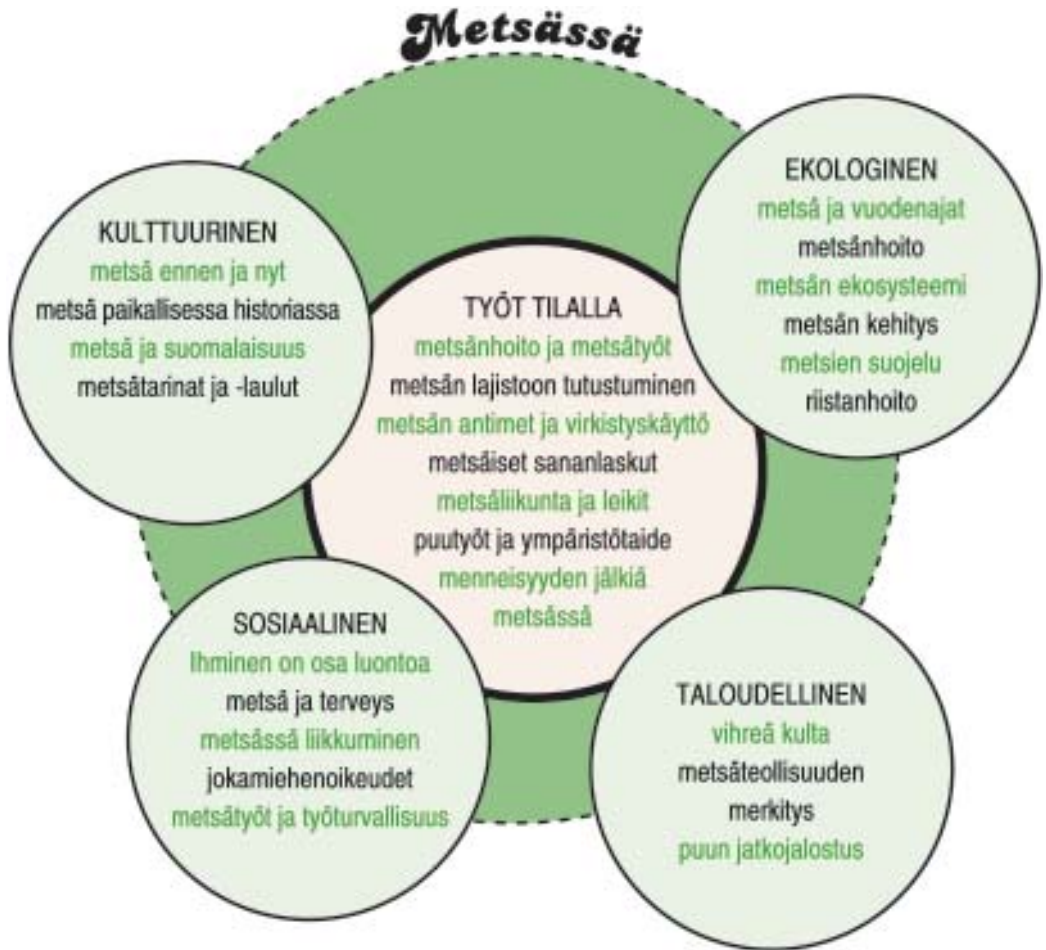 Metsässä
KULTTUURINEN
metsä ennen ja nyt
metsä paikallisessa historiassa
metsä ja suomalaisuus
metsätarinat ja -laulut
EKOLOGINEN
metsä ja vuodenajat
metsänhoito
metsän ekosysteemi
metsän kehitys
metsien suojelu
riistanhoito
TYÖT TILALLA
metsänhoito ja metsätyöt
metsän lajistoon tutustuminen
metsän antimet ja virkistyskäyttö
metsäiset sananlaskut
metsäliikunta ja leikit
puutyöt ja ympäristötaide
menneisyyden jälkiä
metsässä
SOSIAALINEN
Ihminen on osa luontoa
metsä ja terveys
metsässä liikkuminen
jokamiehenoikeudet
metsätyöt ja työturvallisuus
TALOUDELLINEN
vihreä kulta
metsäteollisuuden
merkitys
puun jatkojalostus